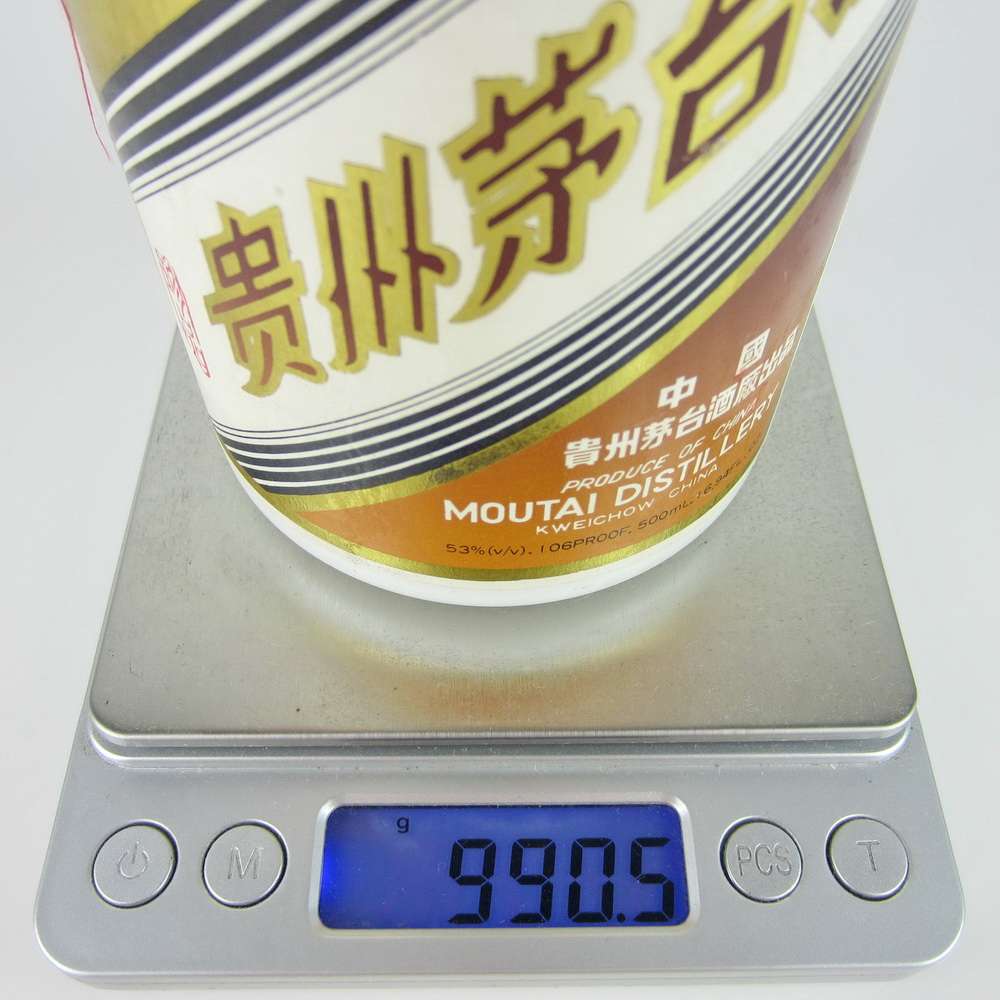 贵州茅台
中國
貴州茅台酒廠出品
PRODUCE OF CHINA
MOUTAI DISTILLERY
KWEICHOW CHINA
53%(v/v). 106PROOF. 500mL.
g
990.5
M
PCS
T